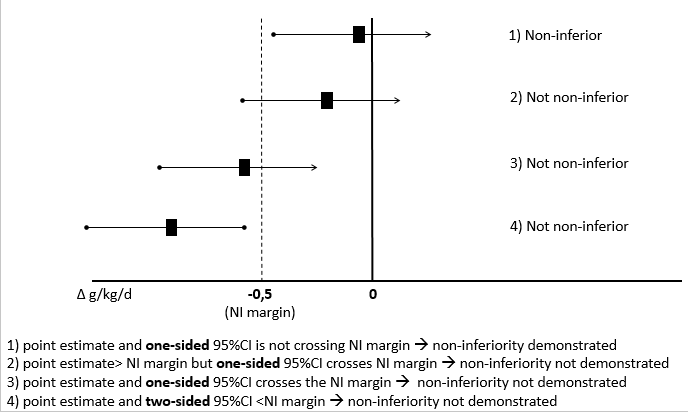 1) Non-inferior
2) Not non-inferior
3) Not non-inferior
4) Not non-inferior
Δ g/kg/d -0,5 0
(NI margin)
1) point estimate and one-sided 95%CI is not crossing NI margin → non-inferiority demonstrated
2) point estimate> NI margin but one-sided 95%CI crosses NI margin → non-inferiority not demonstrated
3) point estimate and one-sided 95%CI crosses the NI margin → non-inferiority not demonstrated
4) point estimate and two-sided 95%CI <NI margin → non-inferiority not demonstrated